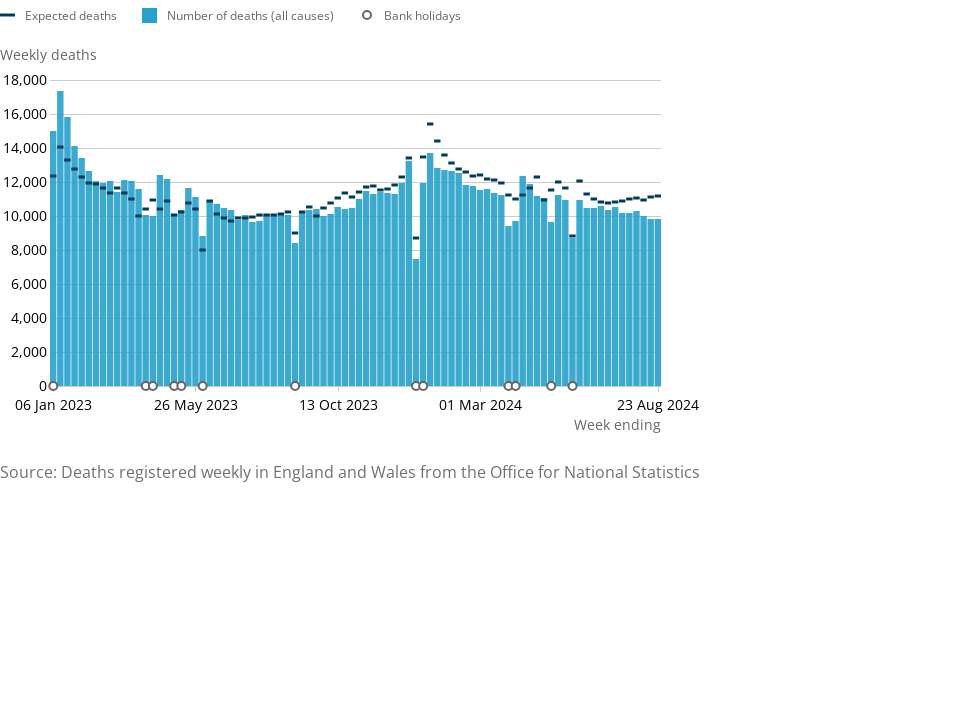 Expected deaths Number of deaths (all causes) Bank holidays
Weekly deaths
18,000
16,000
14,000
12,000
10,000
8,000
6,000
4,000
2,000
0
06 Jan 2023 26 May 2023 13 Oct 2023 01 Mar 2024 23 Aug 2024
Week ending
Source: Deaths registered weekly in England and Wales from the Office for National Statistics